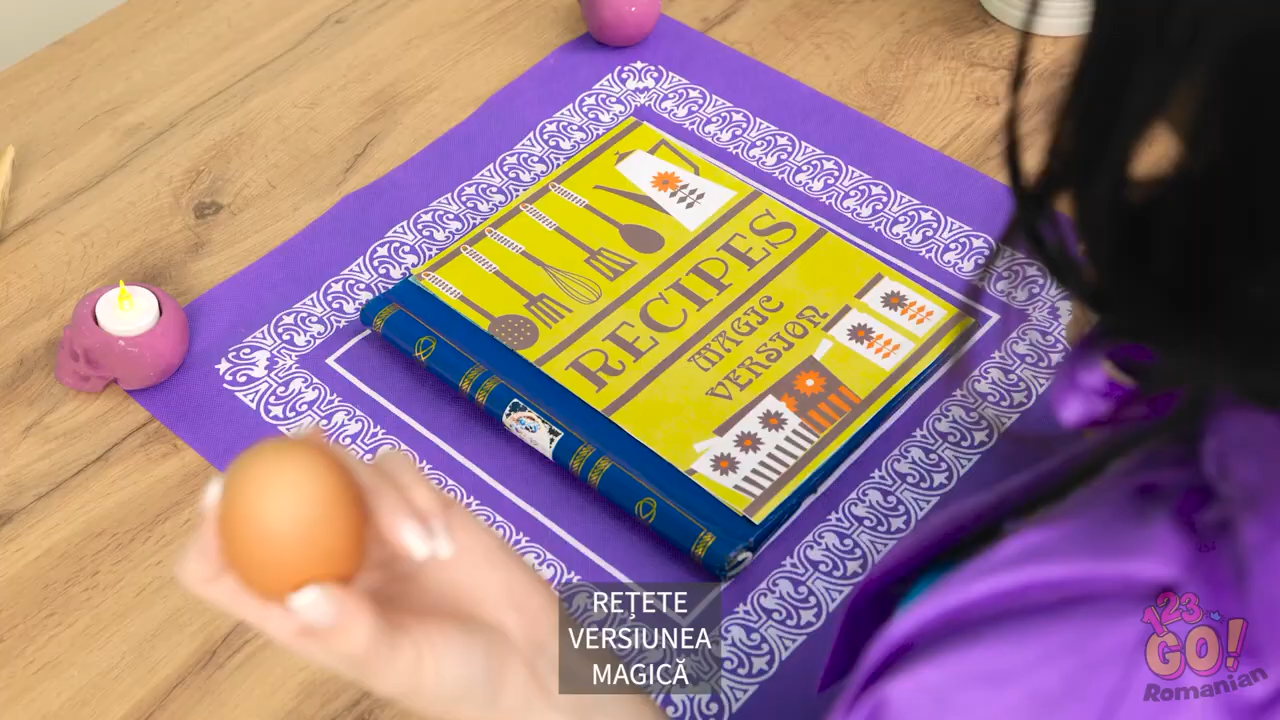 RECIPES
MAGIC
VERSION
REȚETE
VERSIUNEA
MAGICĂ
123
GO!
Romanian